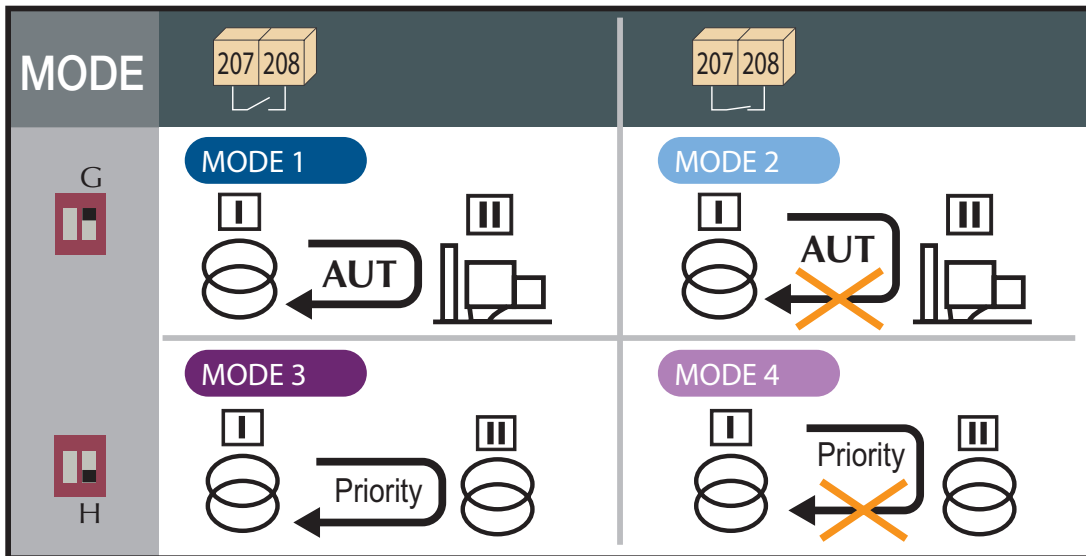 MODE
207 208
207 208
G
MODE 1
I
II
AUT
MODE 2
I
II
AUT
H
MODE 3
I
II
Priority
MODE 4
I
II
Priority